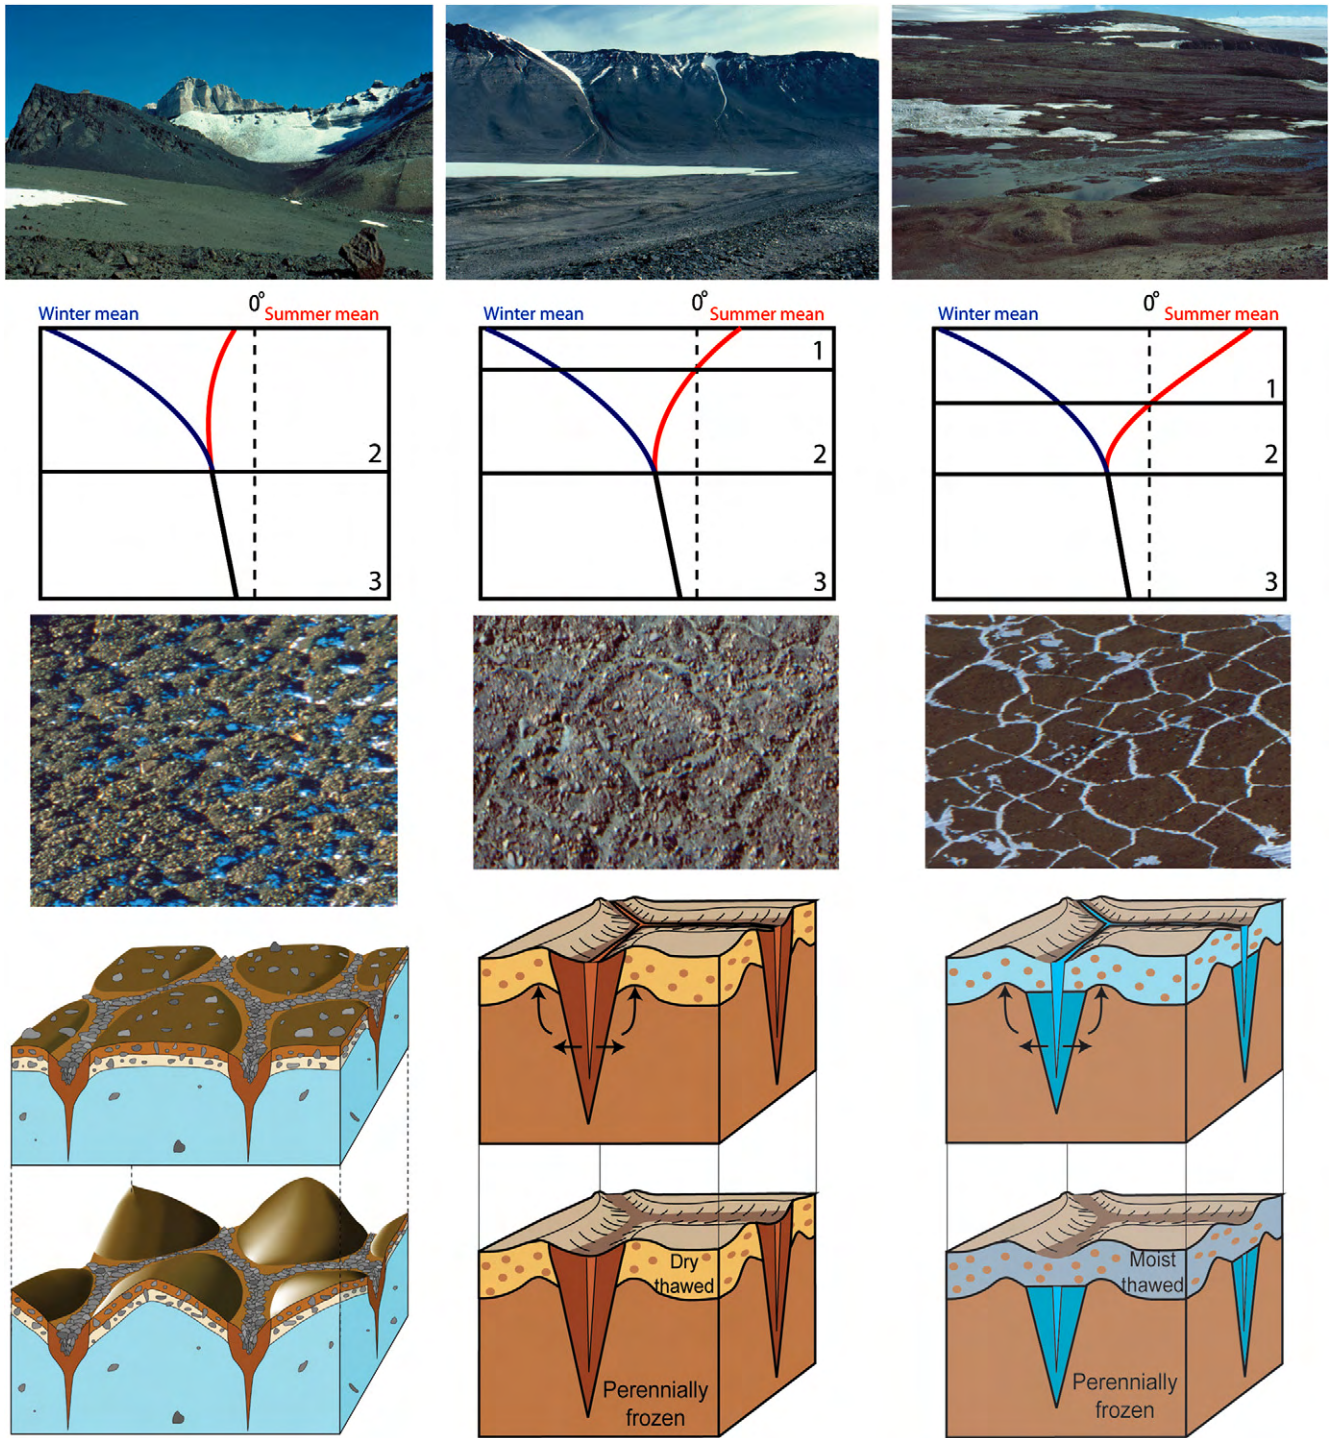 0°
Winter mean
Summer mean
2
3
0°
Winter mean
Summer mean
1
2
3
0°
Winter mean
Summer mean
1
2
3
Dry
thawed
Perennially
frozen
Moist
thawed
Perennially
frozen